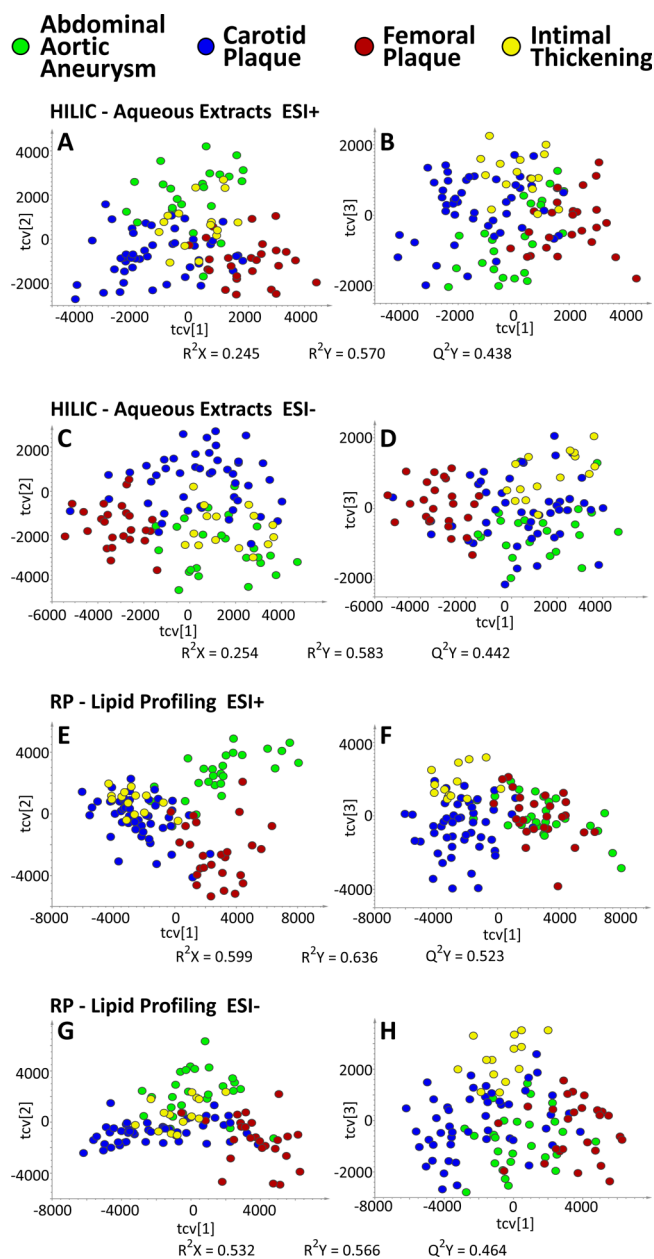 Abdominal
Aortic
Aneurysm
Carotid
Plaque
Femoral
Plaque
Intimal
Thickening
HILIC - Aqueous Extracts ESI+
A
tcv[2]
4000
2000
0
-2000
-4000 -2000 0 2000 4000
tcv[1]
B
tcv[3]
2000
0
-2000
-4000 -2000 0 2000 4000
tcv[1]
R²X = 0.245 R²Y = 0.570 Q²Y = 0.438
HILIC - Aqueous Extracts ESI-
C
tcv[2]
2000
0
-2000
-4000
-6000 -4000 -2000 0 2000 4000
tcv[1]
D
tcv[3]
2000
0
-2000
-6000 -4000 -2000 0 2000 4000
tcv[1]
R²X = 0.254 R²Y = 0.583 Q²Y = 0.442
RP - Lipid Profiling ESI+
E
tcv[2]
4000
0
-4000
-8000 -4000 0 4000 8000
tcv[1]
F
tcv[3]
4000
0
-4000
-8000 -4000 0 4000 8000
tcv[1]
R²X = 0.599 R²Y = 0.636 Q²Y = 0.523
RP - Lipid Profiling ESI-
G
tcv[2]
4000
0
-4000
-8000 -4000 0 4000
tcv[1]
H
tcv[3]
2000
0
-2000
-8000 -4000 0 4000
tcv[1]
R²X = 0.532 R²Y = 0.566 Q²Y = 0.464